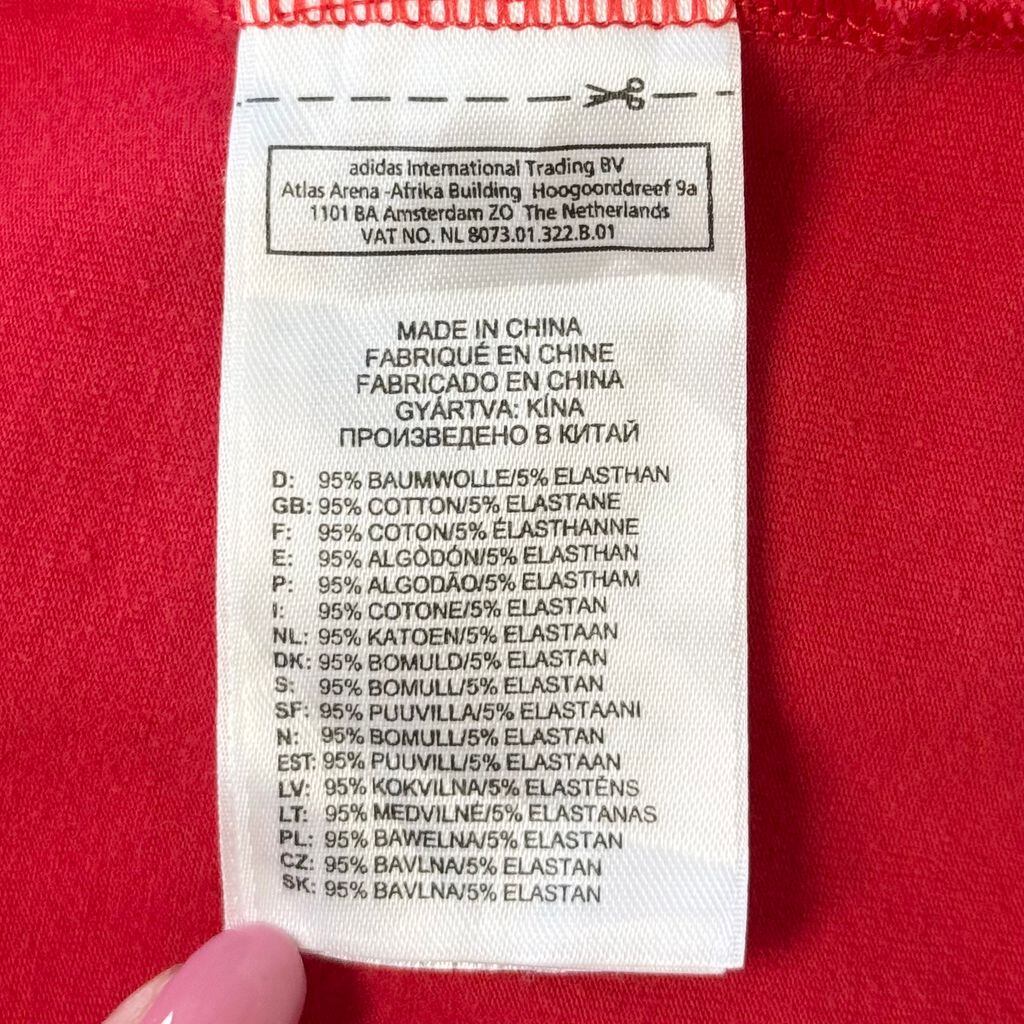 adidas International Trading BV
Atlas Arena -Afrika Building Hoogoorddreef 9a
1101 BA Amsterdam ZO The Netherlands
VAT NO. NL 8073.01.322.B.01
MADE IN CHINA
FABRIQUÉ EN CHINE
FABRICADO EN CHINA
GYÁRTVA: KÍNA
ПРОИЗВЕДЕНО В КИТАЙ
D: 95% BAUMWOLLE/5% ELASTHAN
GB: 95% COTTON/5% ELASTANE
F: 95% COTON/5% ÉLASTHANNE
E: 95% ALGODÓN/5% ELASTHAN
P: 95% ALGODÃO/5% ELASTHAM
I: 95% COTONE/5% ELASTAN
NL: 95% KATOEN/5% ELASTAAN
DK: 95% BOMULD/5% ELASTAN
S: 95% BOMULL/5% ELASTAN
SF: 95% PUUVILLA/5% ELASTAANI
N: 95% BOMULL/5% ELASTAN
EST: 95% PUUVILL/5% ELASTAAN
LV: 95% KOKVILNA/5% ELASTĒNS
LT: 95% MEDVILNĖ/5% ELASTANAS
PL: 95% BAWEŁNA/5% ELASTAN
CZ: 95% BAVLNA/5% ELASTAN
SK: 95% BAVLNA/5% ELASTAN